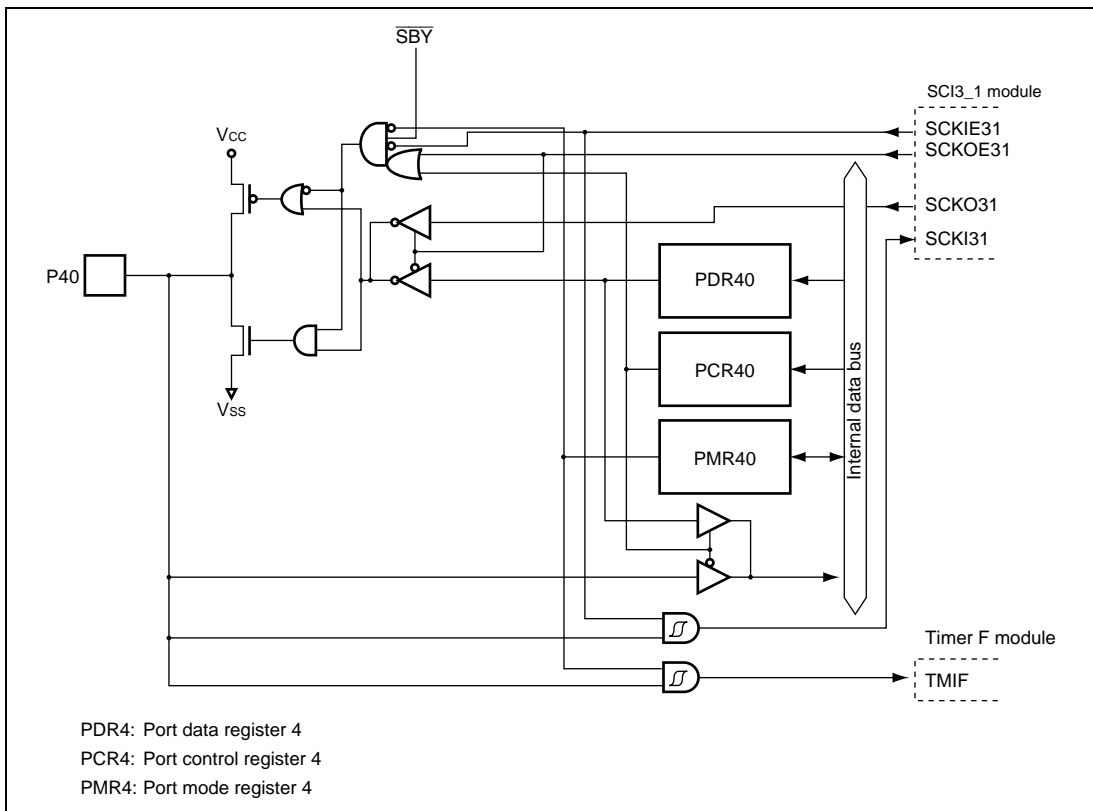 SBY
SCI3_1 module
VCC
SCKIE31
SCKOE31
SCKO31
SCKI31
P40
PDR40
PCR40
VSS
PMR40
Internal data bus
Timer F module
TMIF
PDR4: Port data register 4
PCR4: Port control register 4
PMR4: Port mode register 4